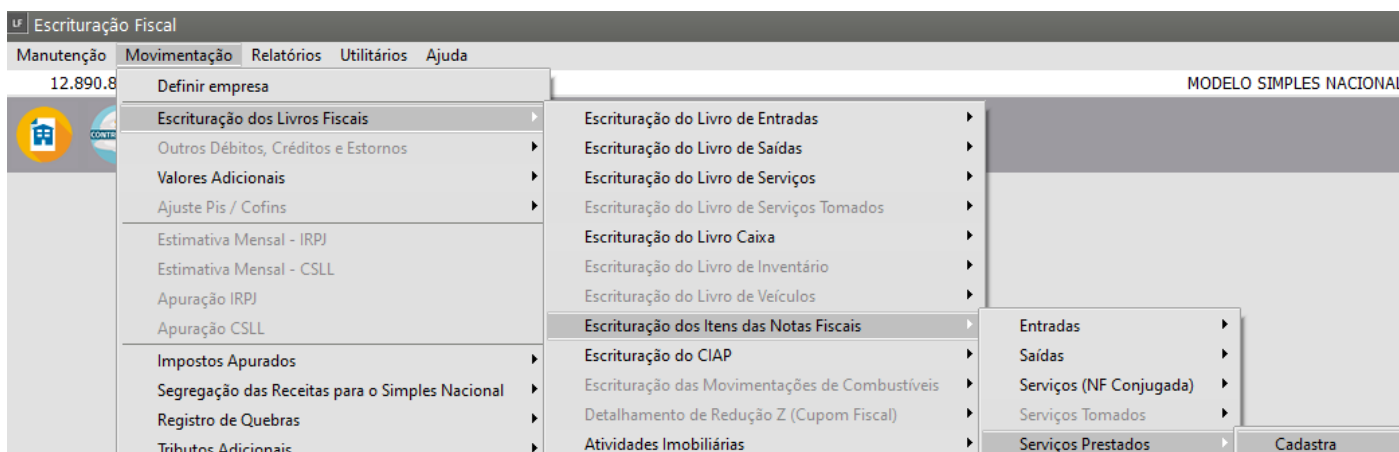 LF Escrituração Fiscal
Manutenção Movimentação Relatórios Utilitários Ajuda
12.890.8 MODELO SIMPLES NACIONAL
Definir empresa
Escrituração dos Livros Fiscais
Outros Débitos, Créditos e Estornos
Valores Adicionais
Ajuste Pis / Cofins
Estimativa Mensal - IRPJ
Estimativa Mensal - CSLL
Apuração IRPJ
Apuração CSLL
Impostos Apurados
Segregação das Receitas para o Simples Nacional
Registro de Quebras
Tributos Adicionais
Escrituração do Livro de Entradas
Escrituração do Livro de Saídas
Escrituração do Livro de Serviços
Escrituração do Livro de Serviços Tomados
Escrituração do Livro Caixa
Escrituração do Livro de Inventário
Escrituração do Livro de Veículos
Escrituração dos Itens das Notas Fiscais
Escrituração do CIAP
Escrituração das Movimentações de Combustíveis
Detalhamento de Redução Z (Cupom Fiscal)
Atividades Imobiliárias
Entradas
Saídas
Serviços (NF Conjugada)
Serviços Tomados
Serviços Prestados
Cadastra
CONTR